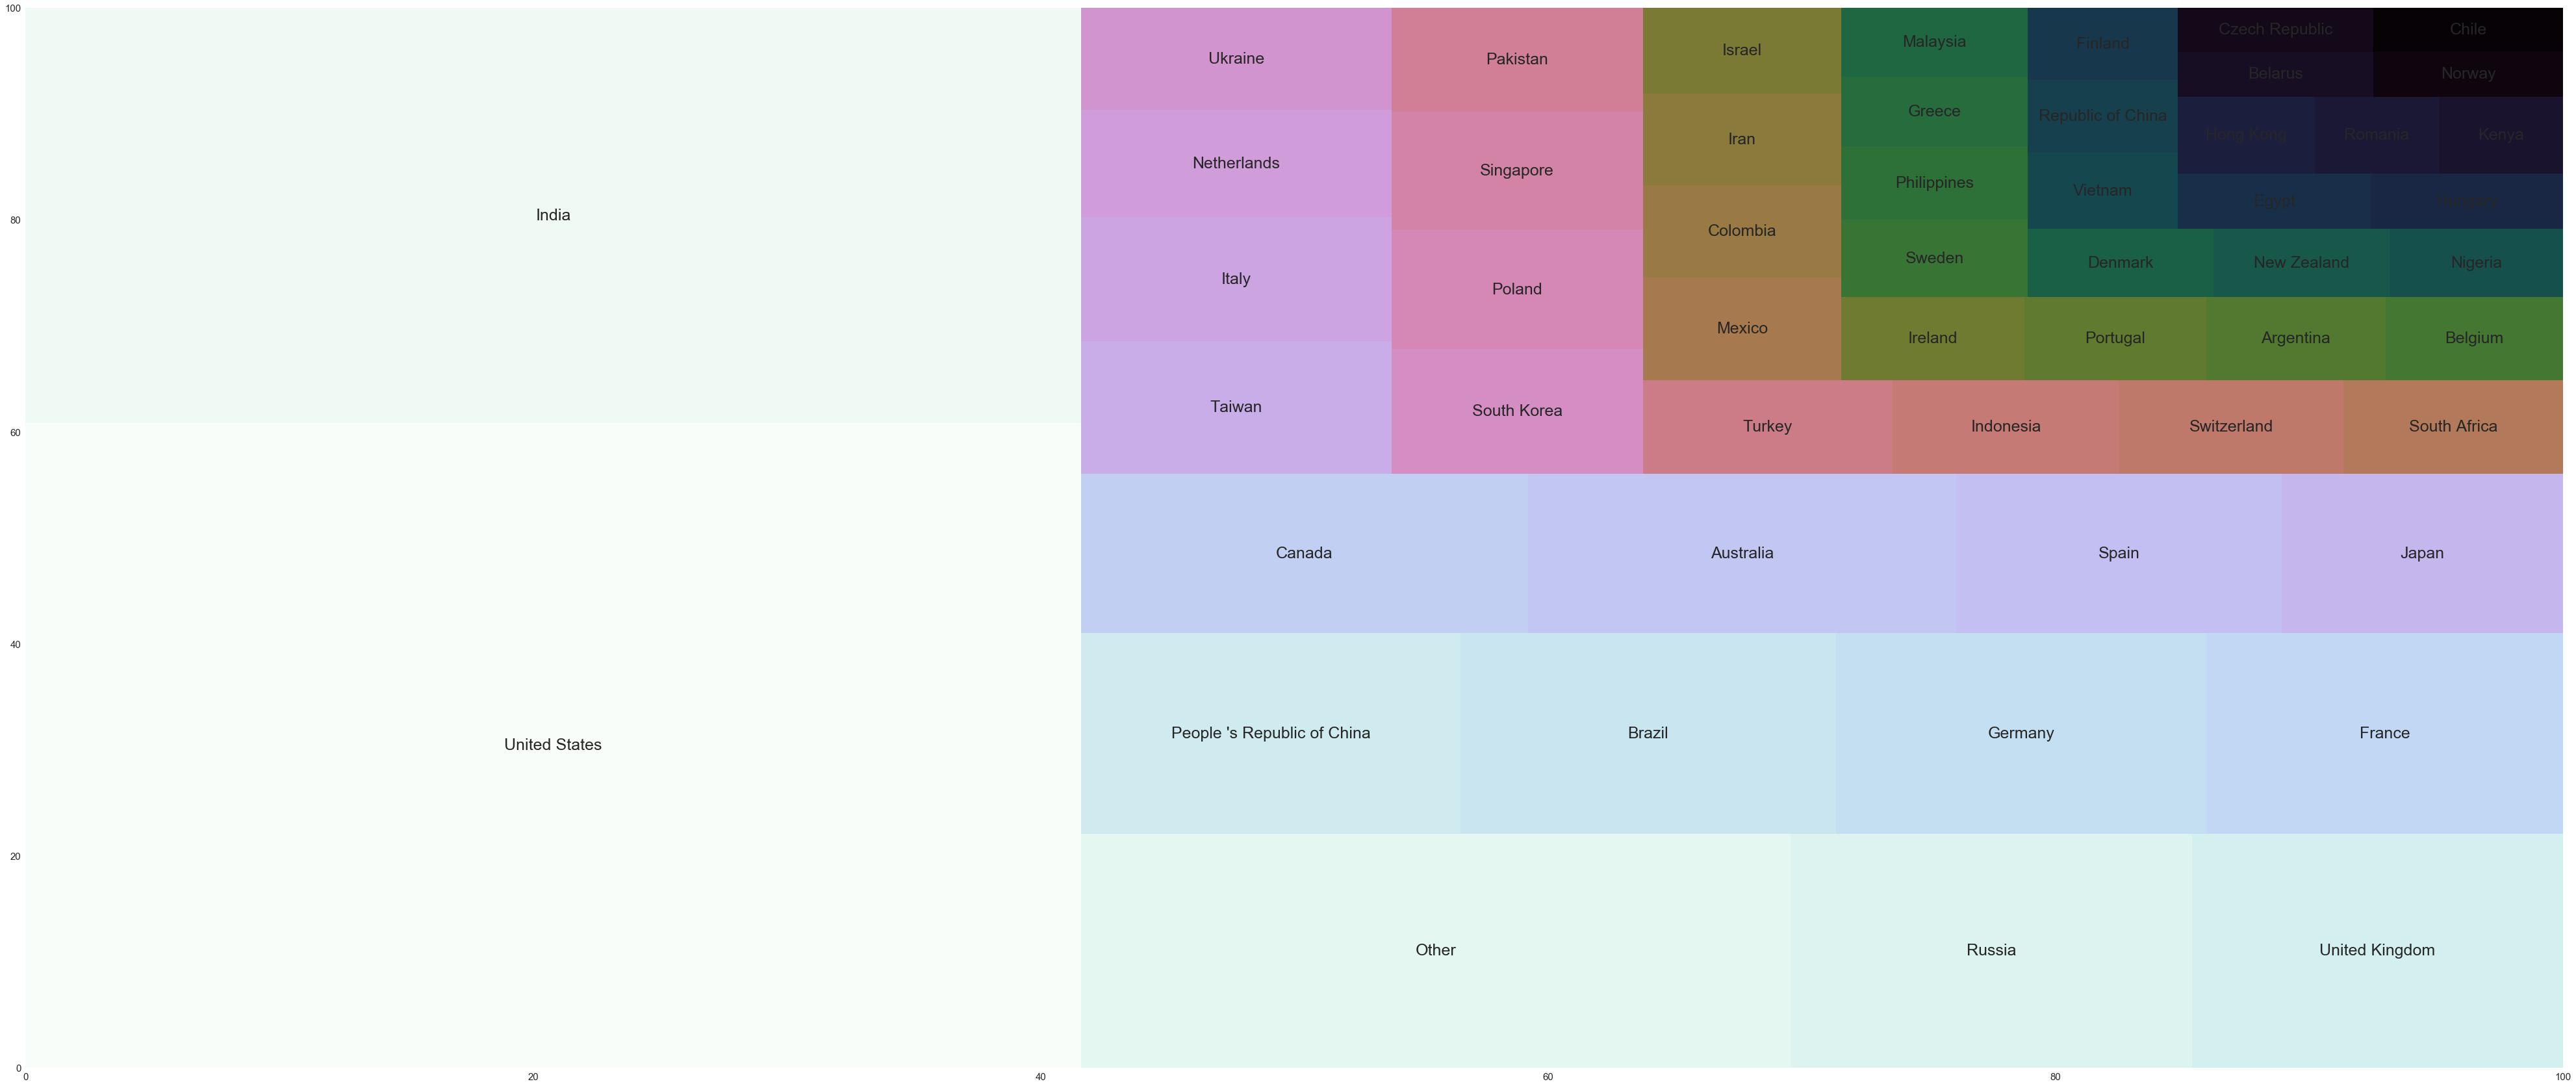 100
80
60
40
20
0
0
20
40
60
80
100
India
United States
Ukraine
Netherlands
Italy
Taiwan
Pakistan
Singapore
Poland
South Korea
Israel
Iran
Colombia
Mexico
Malaysia
Greece
Philippines
Sweden
Finland
Republic of China
Vietnam
Czech Republic
Chile
Belarus
Norway
Hong Kong
Romania
Kenya
Egypt
Denmark
New Zealand
Nigeria
Ireland
Portugal
Argentina
Belgium
Turkey
Indonesia
Switzerland
South Africa
Canada
Australia
Spain
Japan
People 's Republic of China
Brazil
Germany
France
Other
Russia
United Kingdom